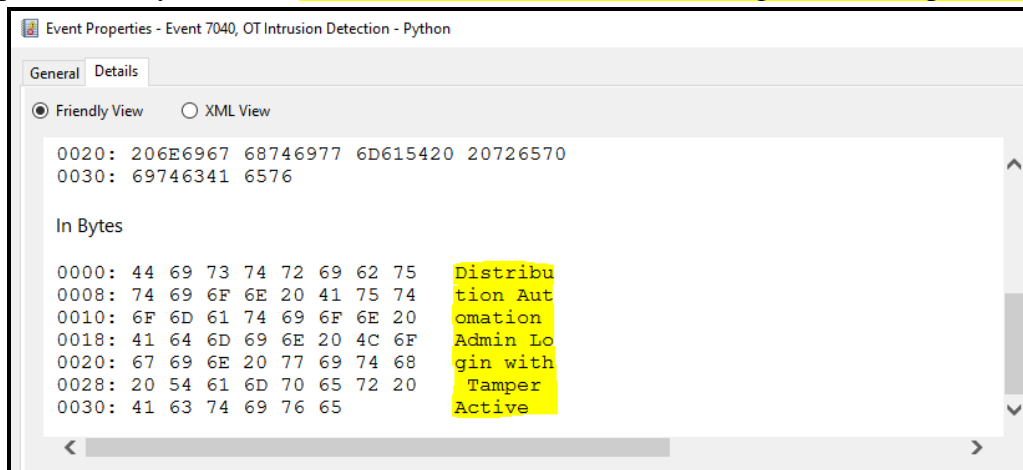 Event Properties - Event 7040, OT Intrusion Detection - Python
General Details
Friendly View XML View
0020: 206E6967 68746977 6D615420 20726570
0030: 69746341 6576
In Bytes
0000: 44 69 73 74 72 69 62 75 Distribu
0008: 74 69 6F 6E 20 41 75 74 tion Aut
0010: 6F 6D 61 74 69 6F 6E 20 omation
0018: 41 64 6D 69 6E 20 4C 6F Admin Lo
0020: 67 69 6E 20 77 69 74 68 gin with
0028: 20 54 61 6D 70 65 72 20 Tamper
0030: 41 63 74 69 76 65 Active